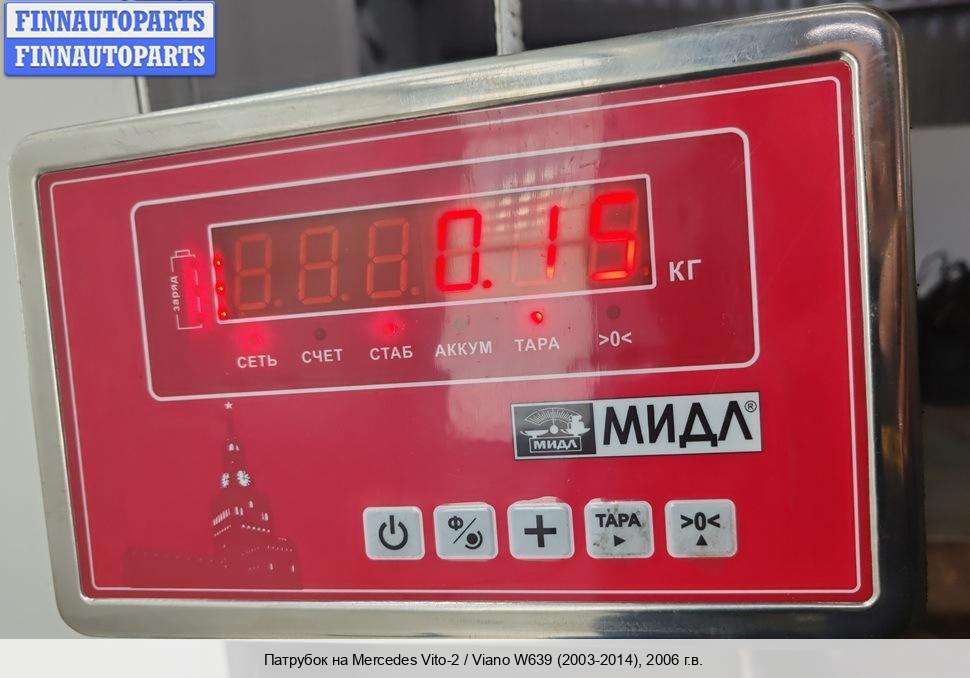 FINNAUTOPARTS
FINNAUTOPARTS
заряд
0.15
КГ
СЕТЬ СЧЕТ СТАБ АККУМ ТАРА >0<
МИДЛ
МИДЛ®
Ф/
+
ТАРА
>0<
Патрубок на Mercedes Vito-2 / Viano W639 (2003-2014), 2006 г.в.